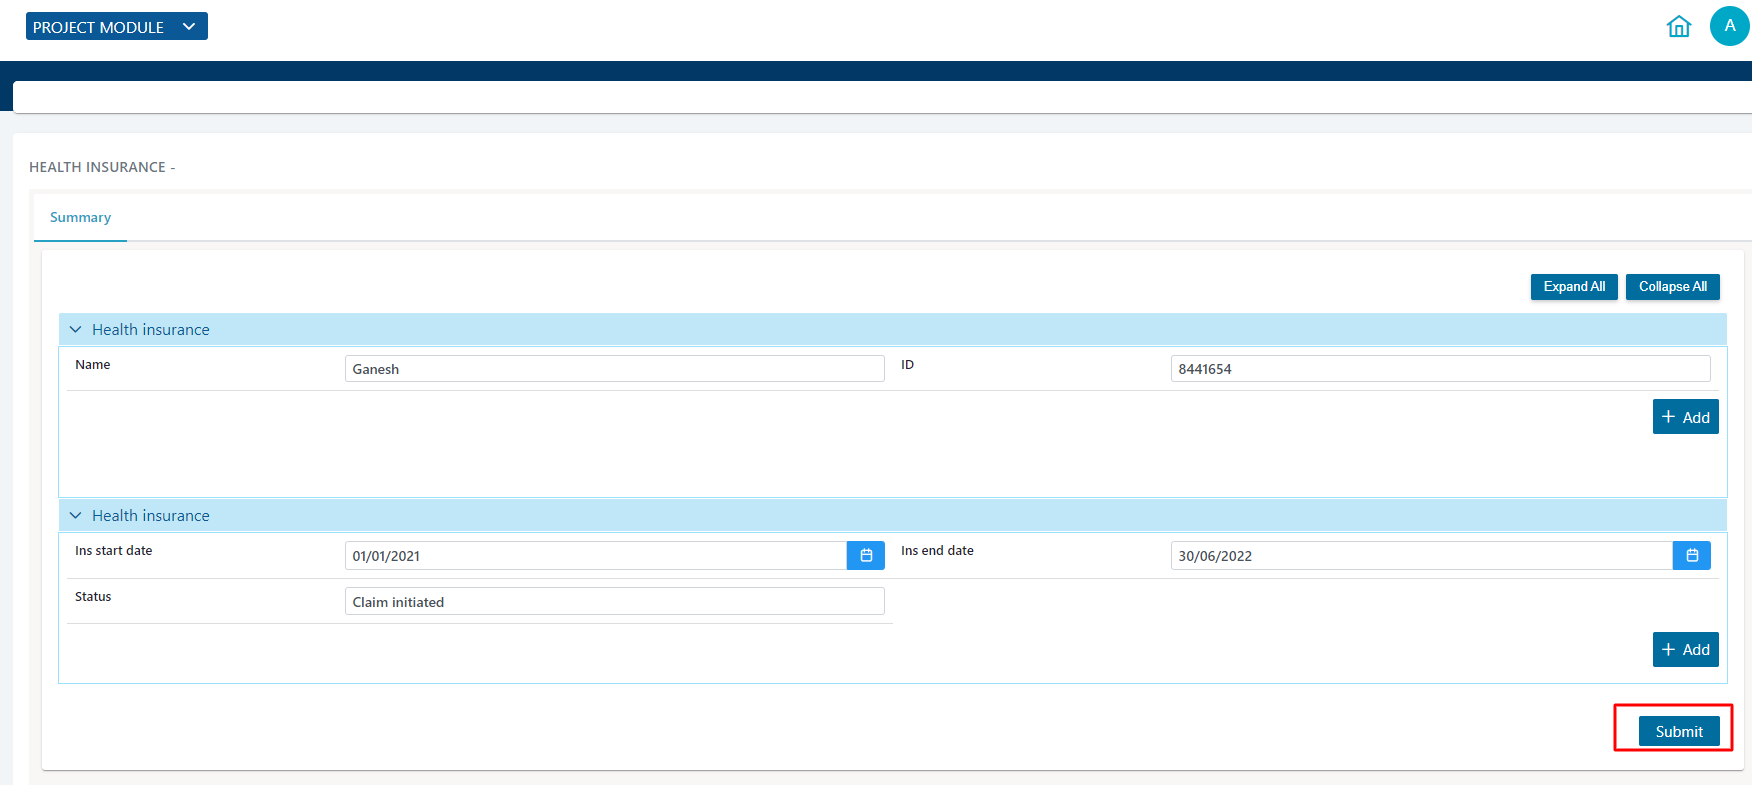 PROJECT MODULE
A
HEALTH INSURANCE -
Summary
Expand All Collapse All
Health insurance
Name Ganesh ID 8441654
+ Add
Health insurance
Ins start date 01/01/2021 Ins end date 30/06/2022
Status Claim initiated
+ Add
Submit